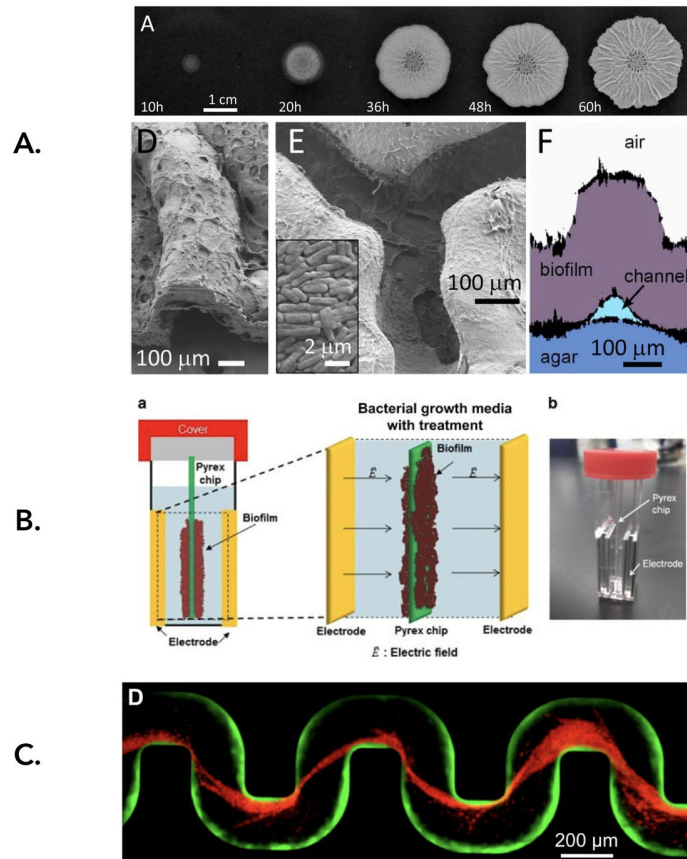 A
10h
1 cm
20h
36h
48h
60h
A.
D
100 μm
E
2 μm
100 μm
F
air
biofilm
channel
agar
100 μm
B.
a
Cover
Pyrex
chip
Biofilm
Electrode
Bacterial growth media
with treatment
Biofilm
E
E
Electrode
Pyrex chip
Electrode
E : Electric field
b
Pyrex
chip
Electrode
C.
D
200 μm